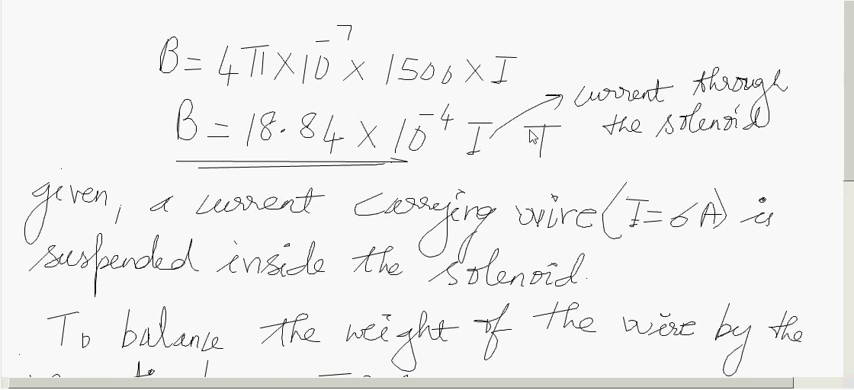 B = 4π×10⁻⁷ × 1500 × I
B = 18.84 × 10⁻⁴ I T → current through
the solenoid
given, a current carrying wire (I=6A) is
suspended inside the solenoid.
To balance the weight of the wire by the